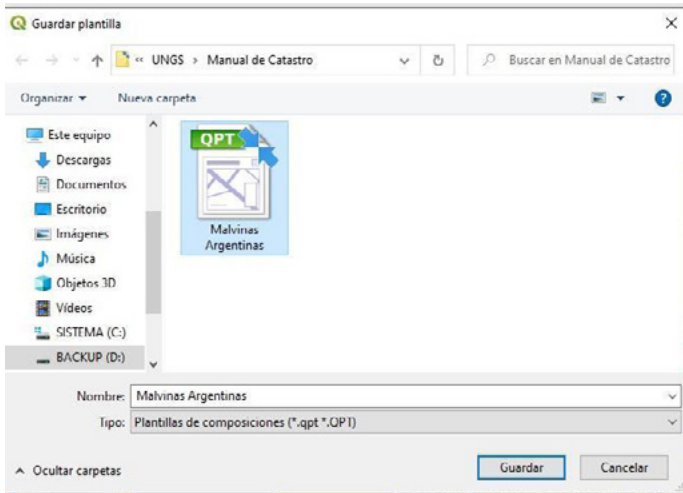 Guardar plantilla
« UNGS › Manual de Catastro
Buscar en Manual de Catastro
Organizar
Nueva carpeta
Este equipo
Descargas
Documentos
Escritorio
Imágenes
Música
Objetos 3D
Vídeos
SISTEMA (C:)
BACKUP (D:)
QPT
Malvinas
Argentinas
Nombre: Malvinas Argentinas
Tipo: Plantillas de composiciones (*.qpt *.QPT)
Ocultar carpetas
Guardar
Cancelar